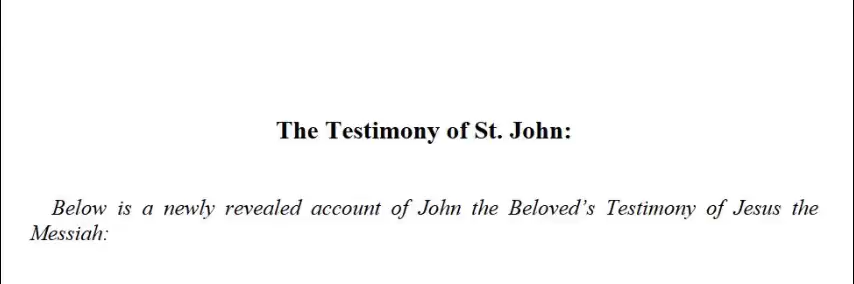 The Testimony of St. John:
Below is a newly revealed account of John the Beloved’s Testimony of Jesus the
Messiah: